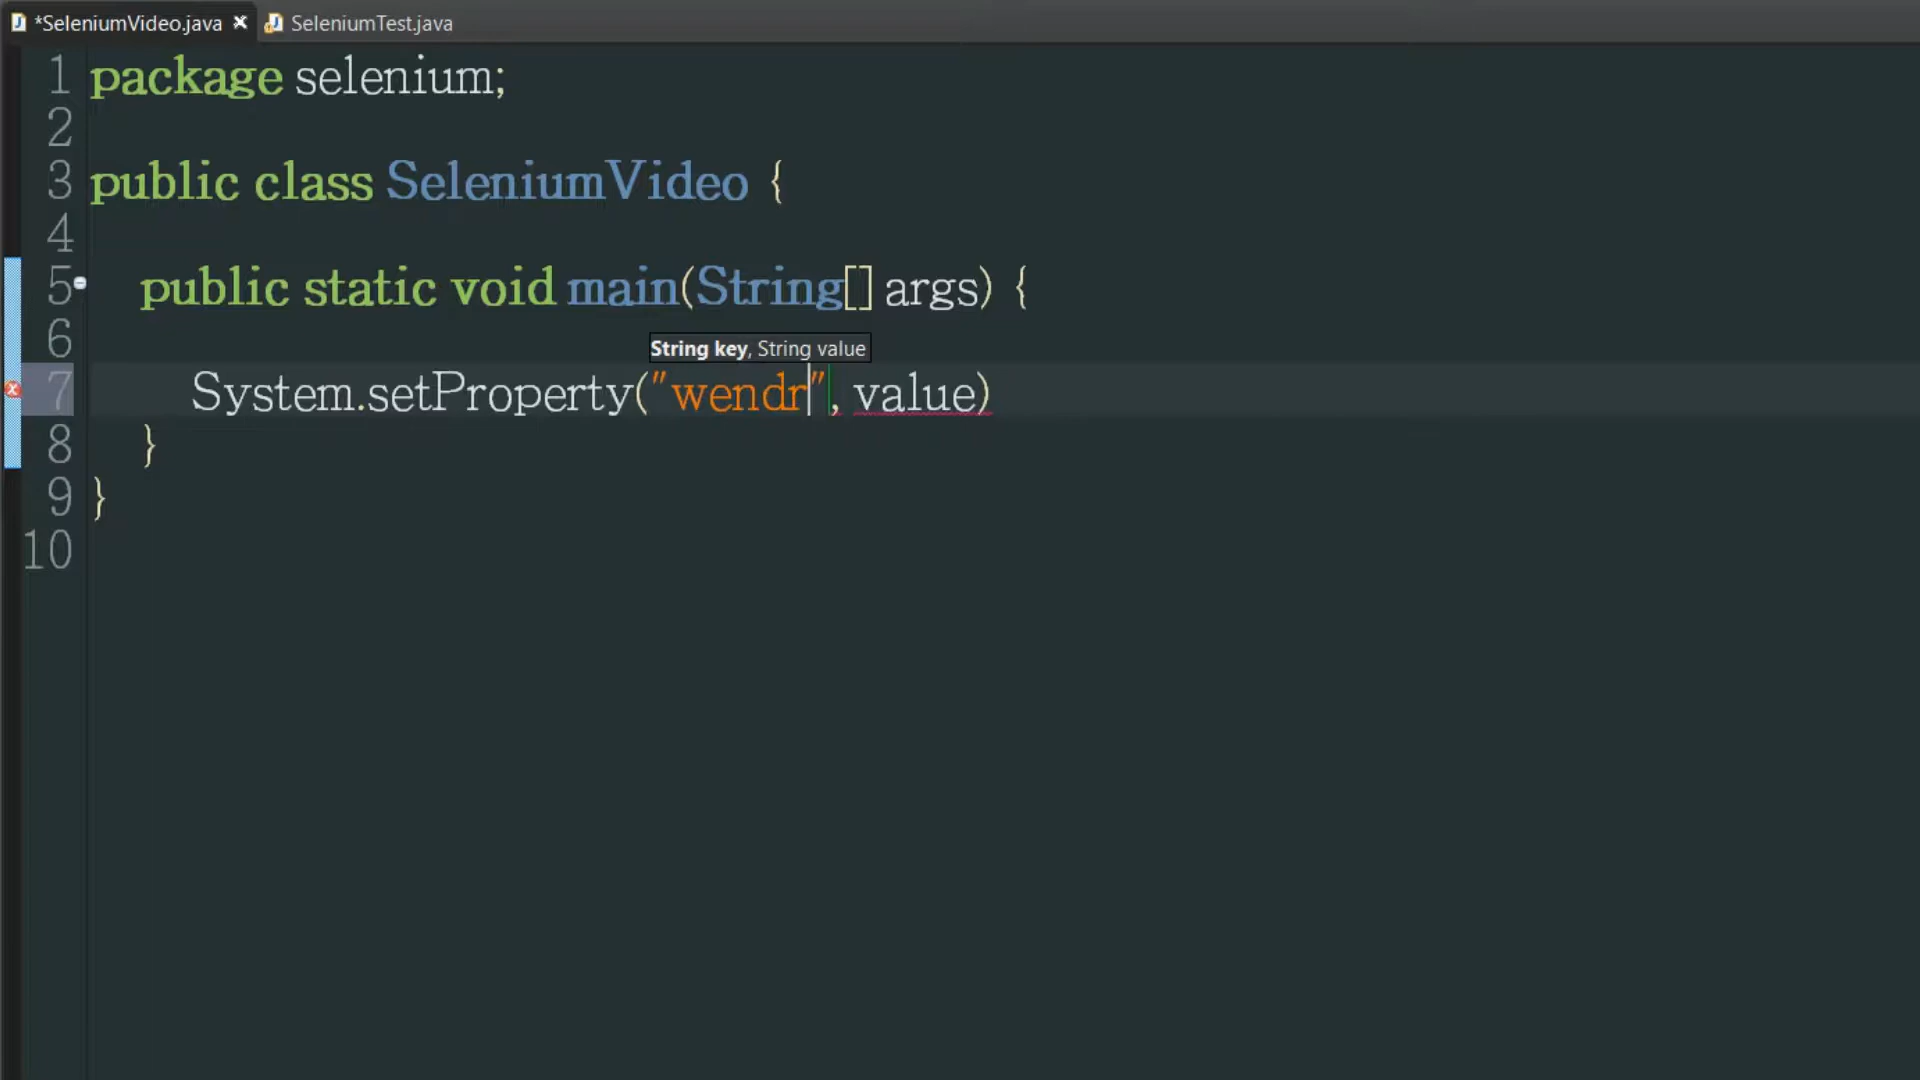 *SeleniumVideo.java SeleniumTest.java
1 package selenium;
2
3 public class SeleniumVideo {
4
5 public static void main(String[] args) {
6
String key, String value
7 System.setProperty("wendr", value)
8 }
9 }
10